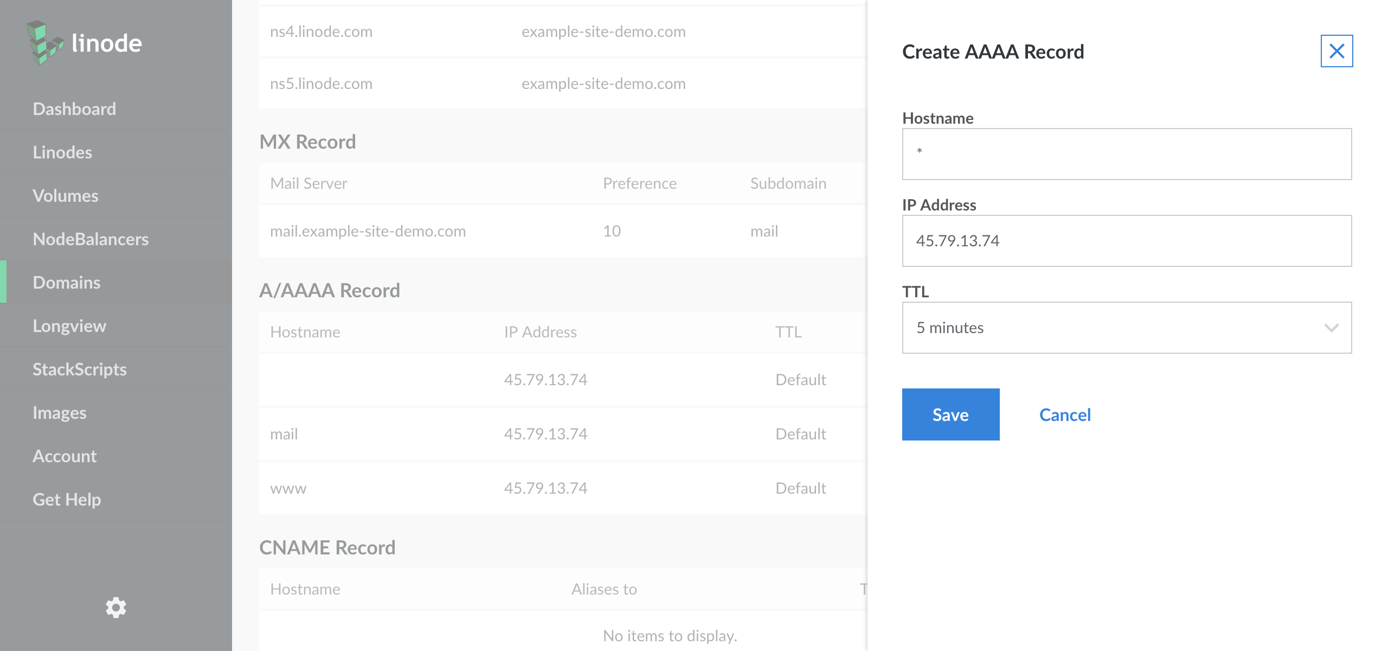 linode
Dashboard
Linodes
Volumes
NodeBalancers
Domains
Longview
StackScripts
Images
Account
Get Help
ns4.linode.com example-site-demo.com
ns5.linode.com example-site-demo.com
MX Record
Mail Server Preference Subdomain
mail.example-site-demo.com 10 mail
A/AAAA Record
Hostname IP Address TTL
45.79.13.74 Default
mail 45.79.13.74 Default
www 45.79.13.74 Default
CNAME Record
Hostname Aliases to T
No items to display.
Create AAAA Record
Hostname
*
IP Address
45.79.13.74
TTL
5 minutes
Save Cancel